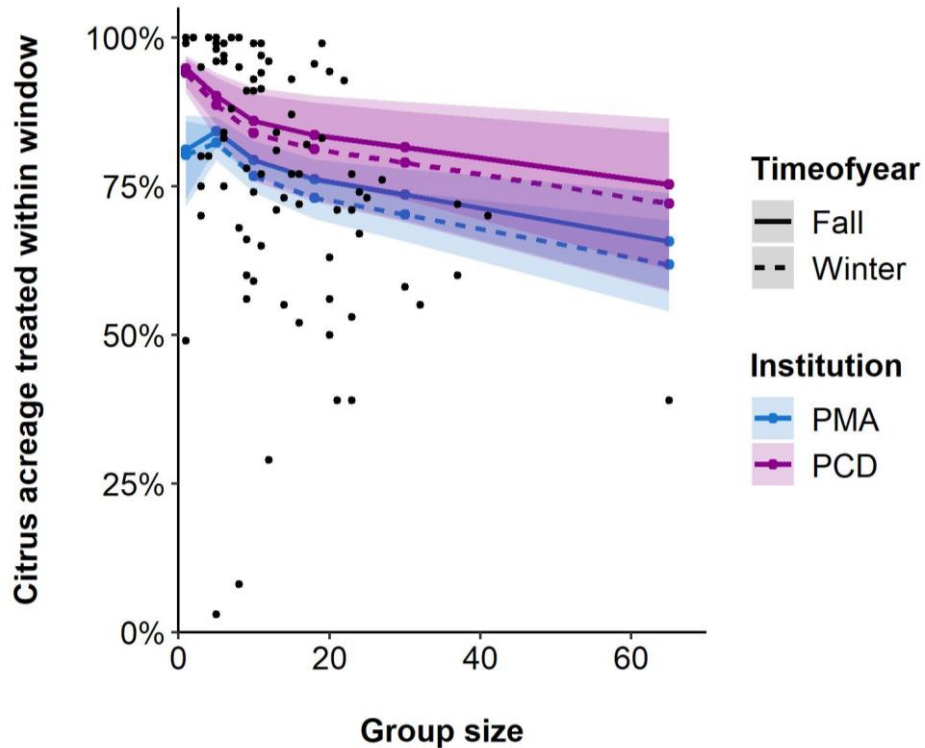 Citrus acreage treated within window
100%
75%
50%
25%
0%
0
20
40
60
Group size
Timeofyear
Fall
Winter
Institution
PMA
PCD